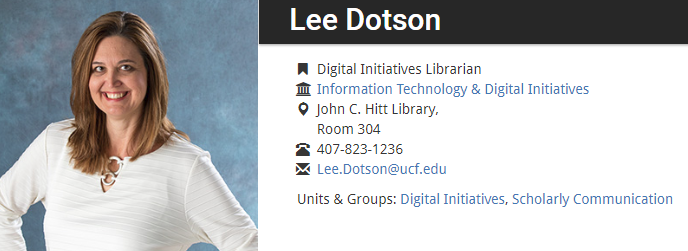 Lee Dotson
Digital Initiatives Librarian
Information Technology & Digital Initiatives
John C. Hitt Library,
Room 304
407-823-1236
Lee.Dotson@ucf.edu
Units & Groups: Digital Initiatives, Scholarly Communication